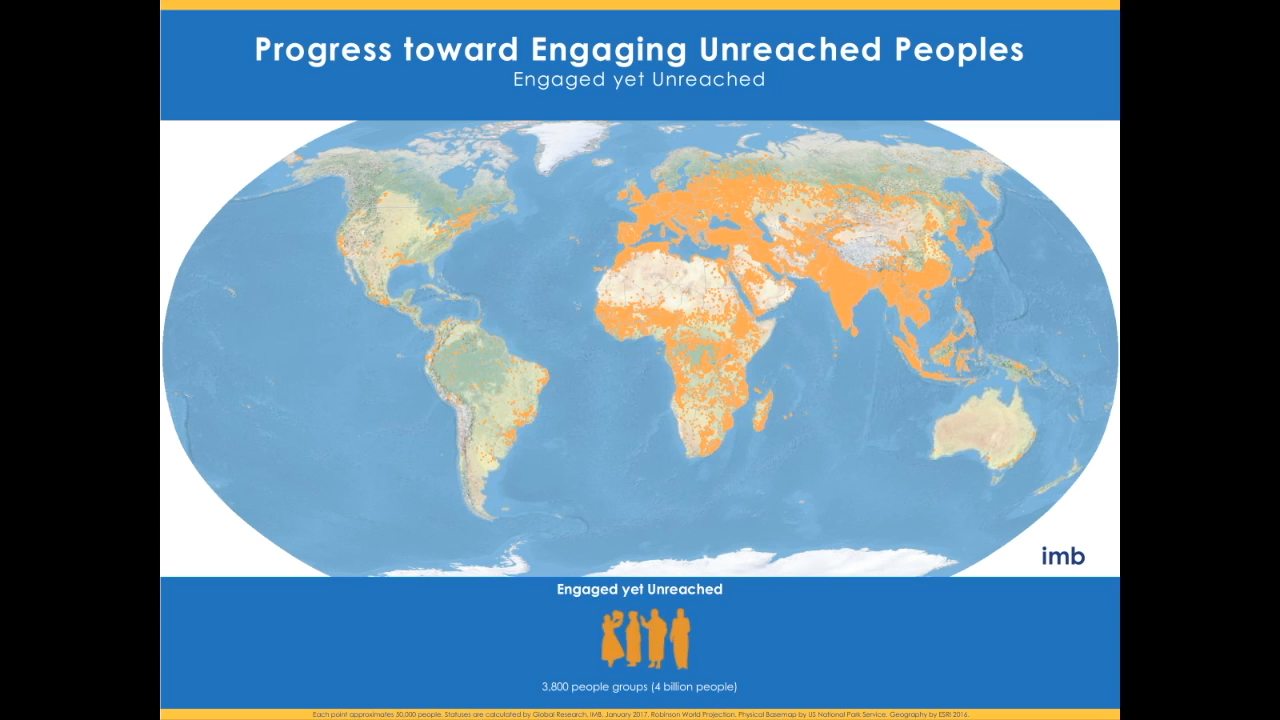 Progress toward Engaging Unreached Peoples
Engaged yet Unreached
imb
Engaged yet Unreached
3,800 people groups (4 billion people)
Each point approximates 50,000 people. Statuses are calculated by Global Research, IMB, January 2017. Robinson World Projection. Physical Basemap by US National Park Service. Geography by ESRI 2016.